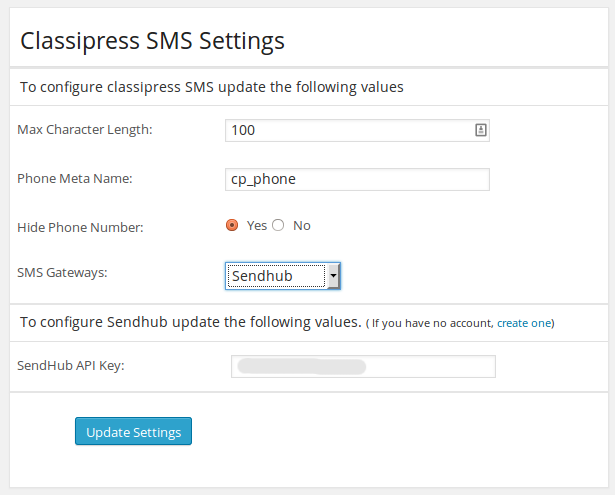 Classipress SMS Settings
To configure classipress SMS update the following values
Max Character Length: 100
Phone Meta Name: cp_phone
Hide Phone Number: Yes No
SMS Gateways: Sendhub
To configure Sendhub update the following values. ( If you have no account, create one)
SendHub API Key:
Update Settings